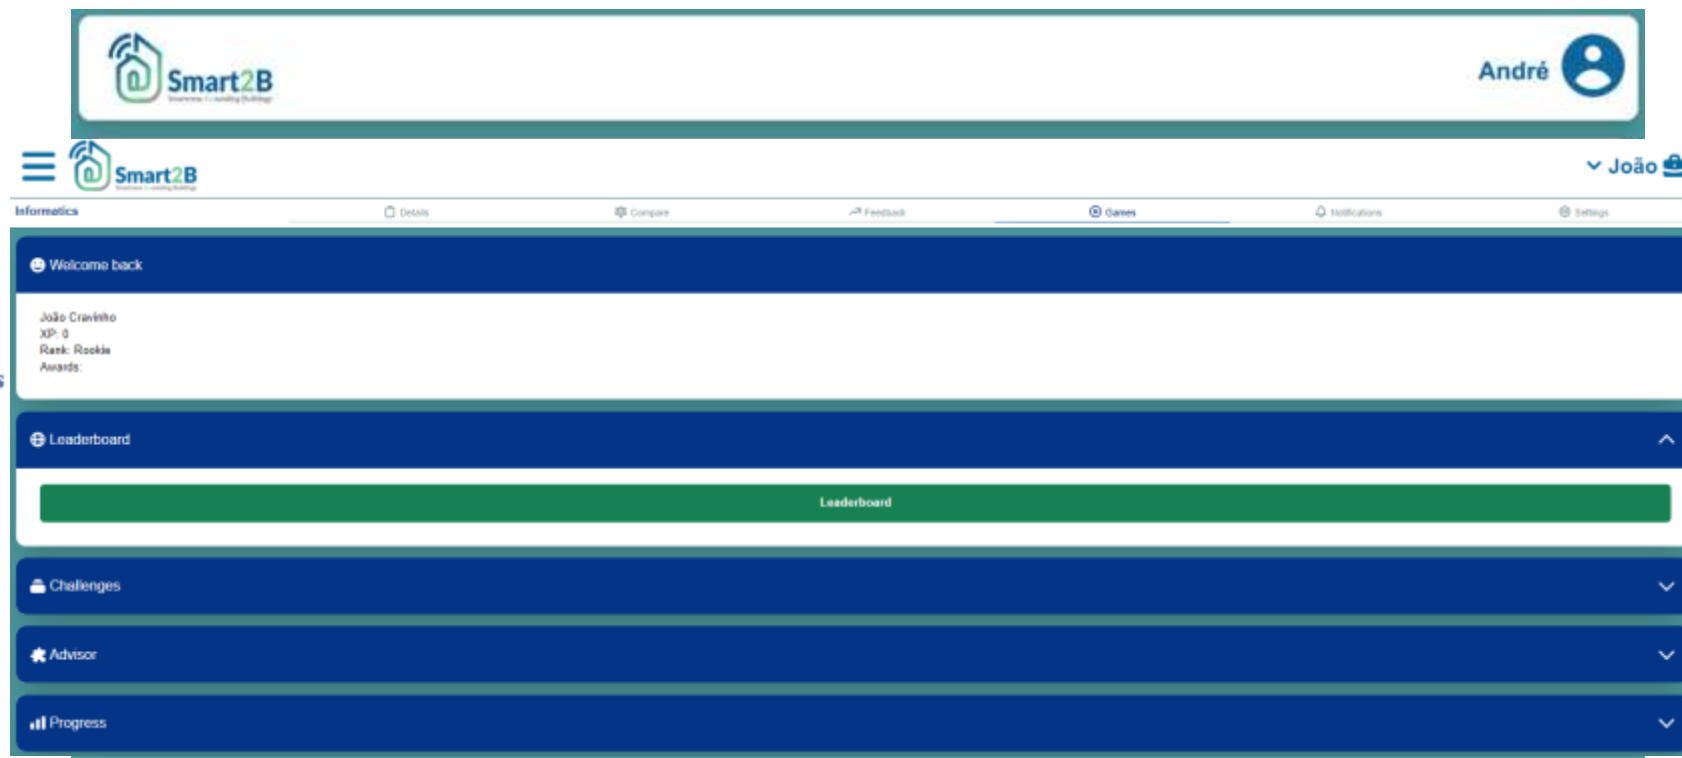 Smart2B
André
Smart2B
João
Informatics
Details
Compare
Feedback
Games
Notifications
Settings
Welcome back
João Cravinho
XP: 0
Rank: Rookie
Awards:
s
Leaderboard
Leaderboard
Challenges
Advisor
Progress